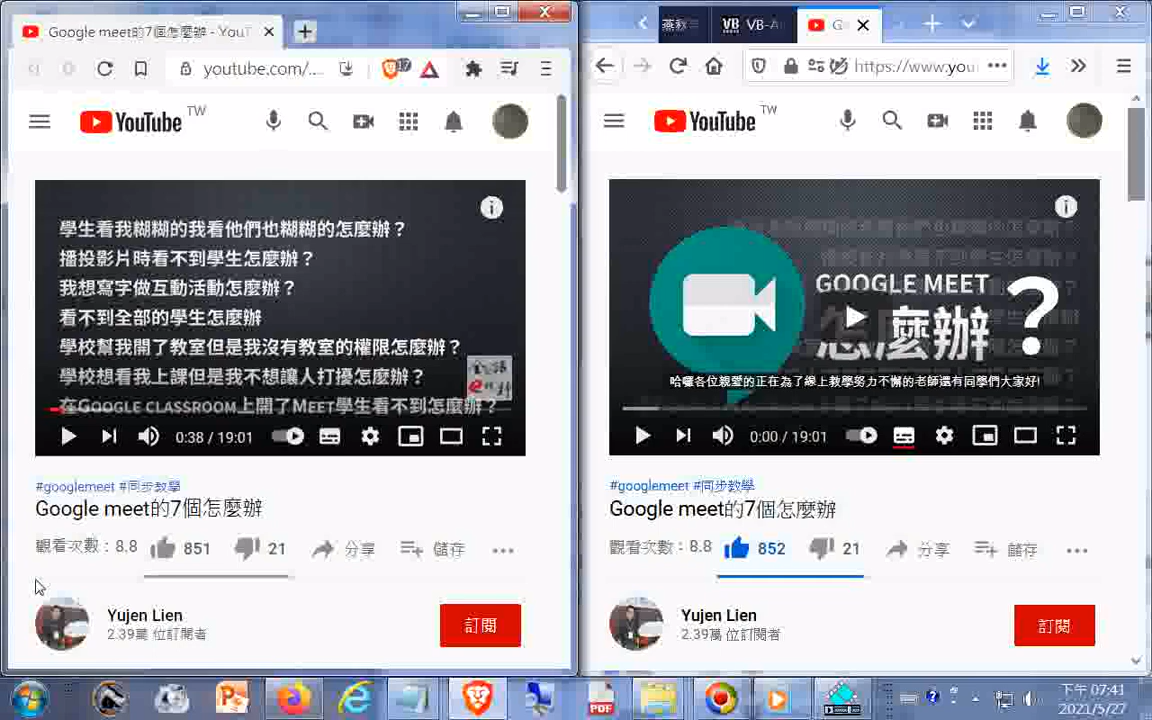 Google meet的7個怎麼辦 - YouT
youtube.com/...
YouTube TW
學生看我糊糊的我看他們也糊糊的怎麼辦？
播投影片時看不到學生怎麼辦？
我想寫字做互動活動怎麼辦？
看不到全部的學生怎麼辦
學校幫我開了教室但是我沒有教室的權限怎麼辦？
學校想看我上課但是我不想讓人打擾怎麼辦？
在GOOGLE CLASSROOM上開了MEET學生看不到怎麼辦？
0:38 / 19:01
#googlemeet #同步教學
Google meet的7個怎麼辦
觀看次數：8.8 851 21 分享 儲存
Yujen Lien
2.39萬 位訂閱者
訂閱
VB VB-A
https://www.you
YouTube TW
GOOGLE MEET
怎麼辦?
哈囉各位親愛的正在為了線上教學努力不懈的老師還有同學們大家好!
0:00 / 19:01
#googlemeet #同步教學
Google meet的7個怎麼辦
觀看次數：8.8 852 21 分享 儲存
Yujen Lien
2.39萬 位訂閱者
訂閱
PDF
下午 07:41
2021/5/27